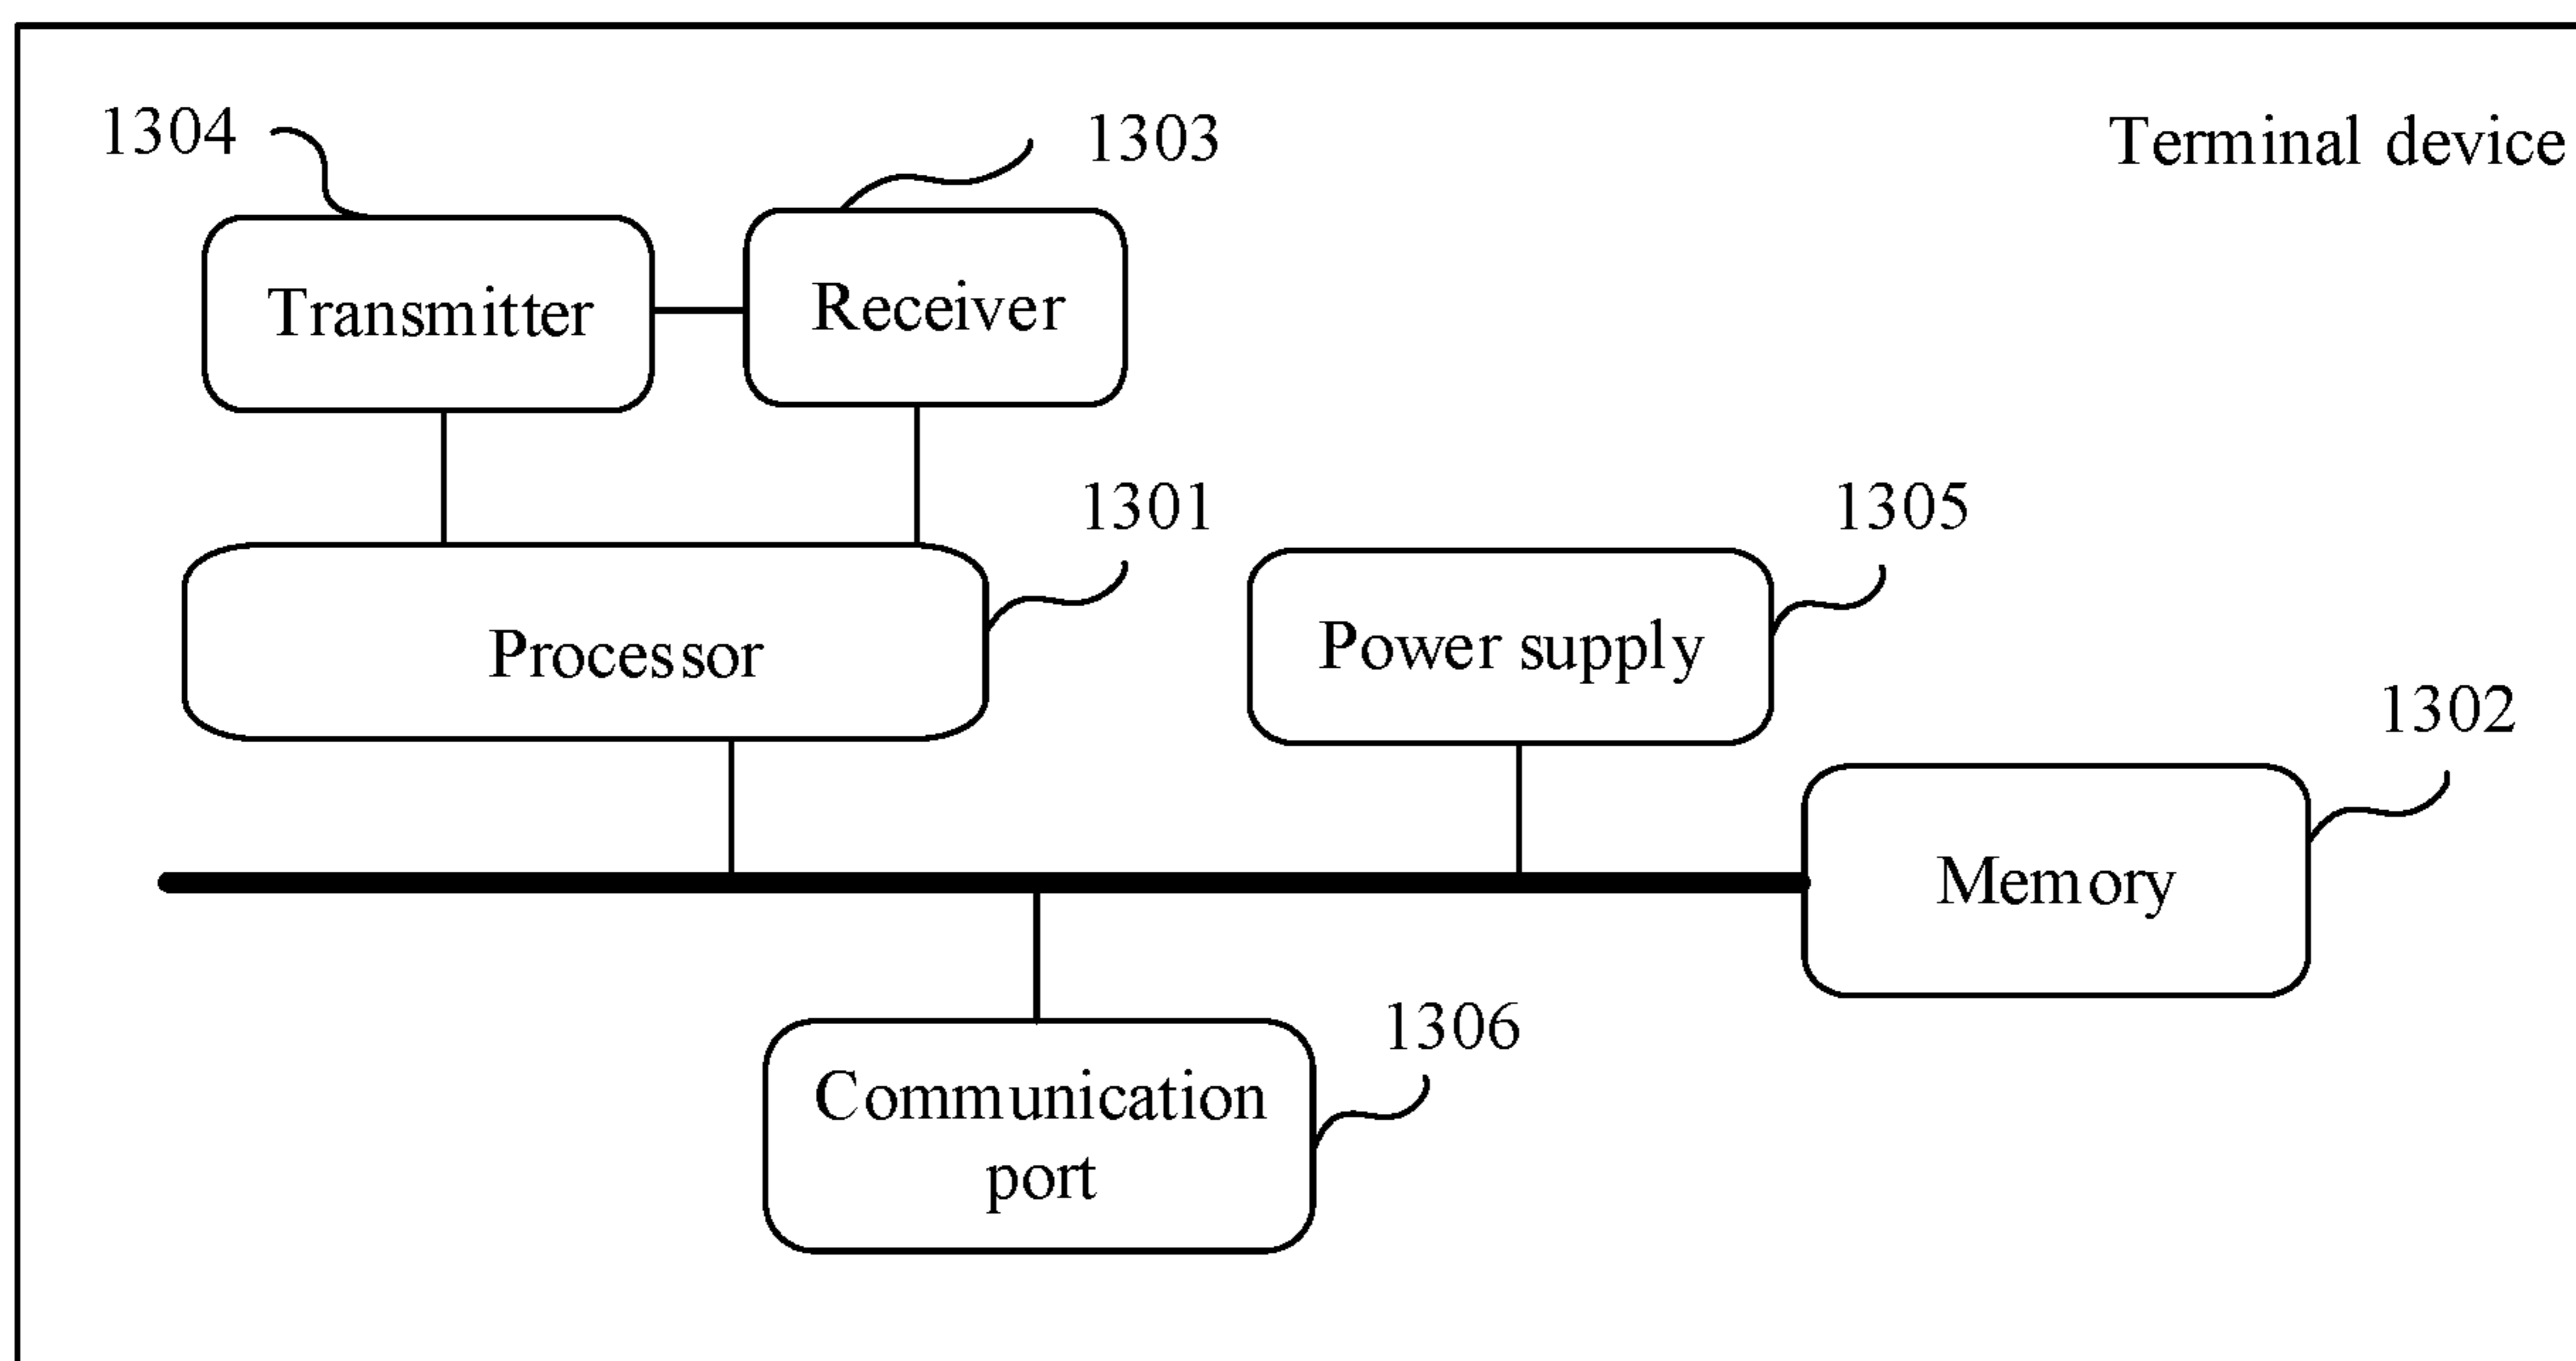 1304
1303
Terminal device
Transmitter
Receiver
1301
1305
Processor
Power supply
1302
Memory
1306
Communication
port